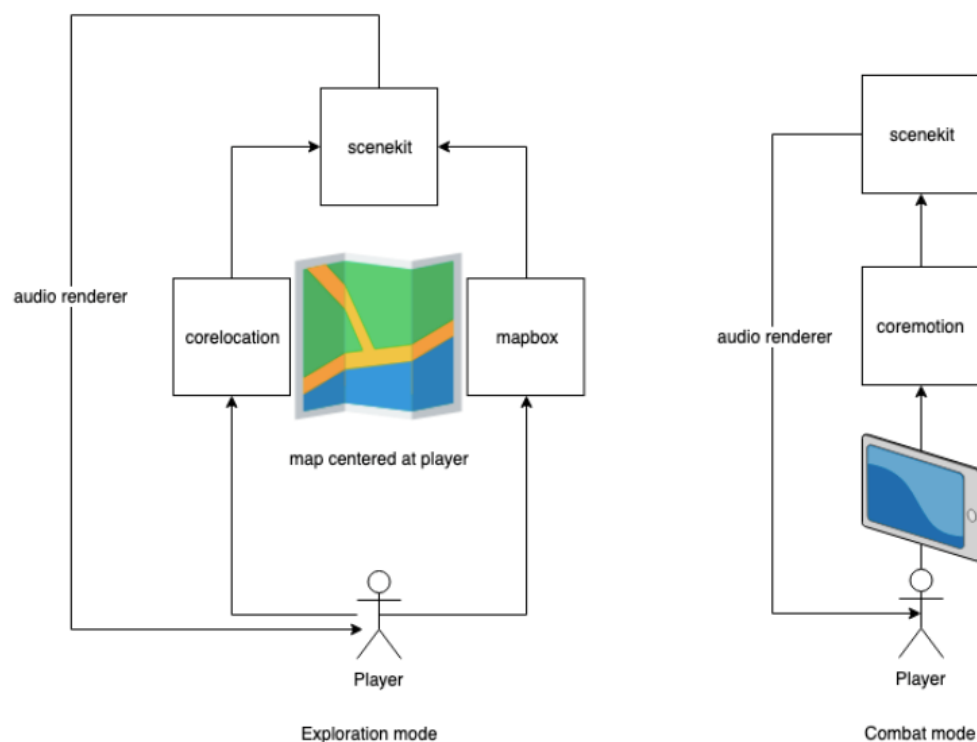 scenekit
audio renderer
corelocation
mapbox
map centered at player
Player
Exploration mode
scenekit
audio renderer
coremotion
Player
Combat mode